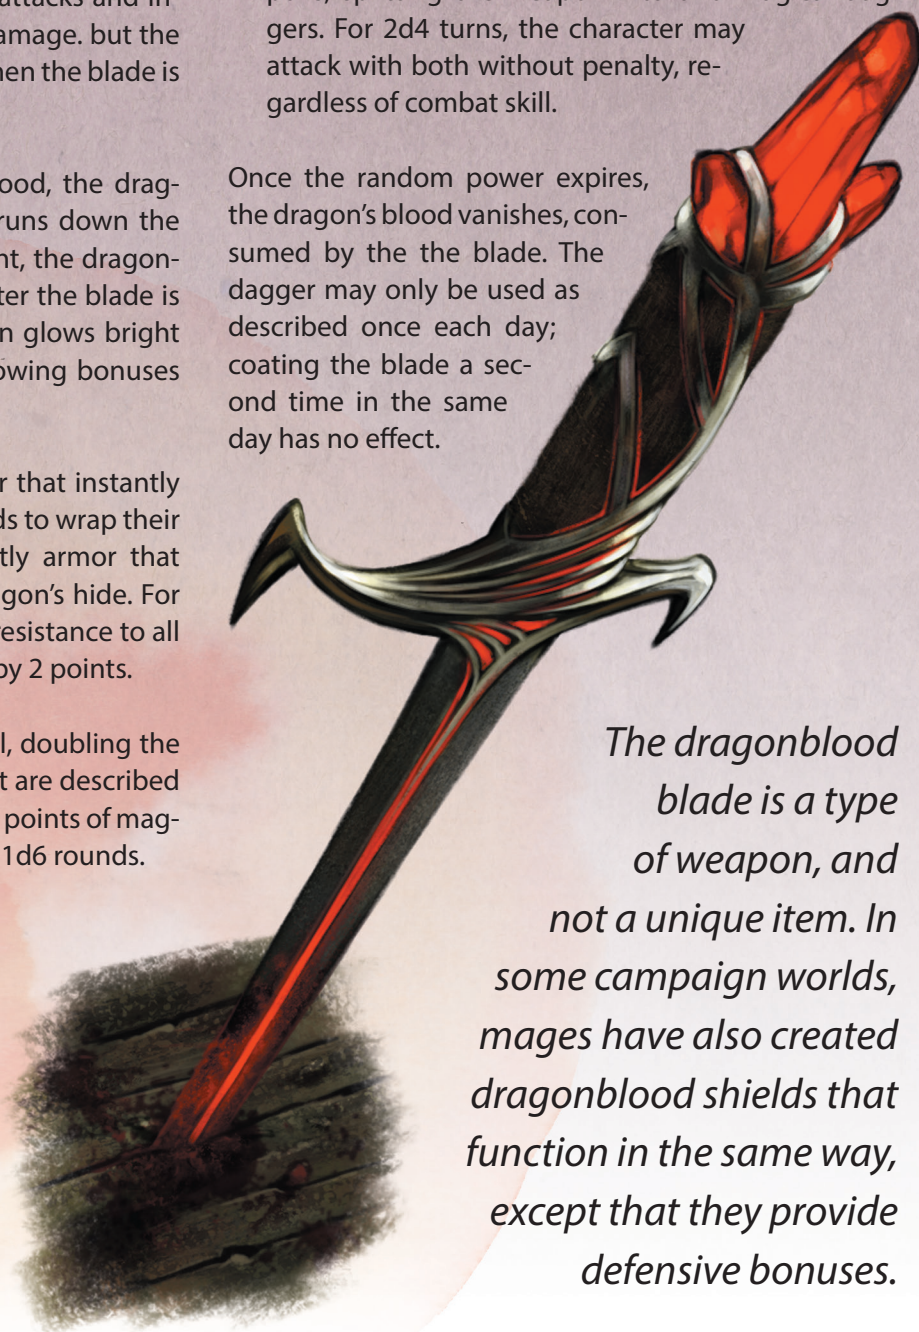 attacks and in-
amage. but the
hen the blade is
ood, the drag-
runs down the
nt, the dragon-
ter the blade is
n glows bright
owing bonuses
r that instantly
ds to wrap their
tly armor that
gon's hide. For
resistance to all
by 2 points.
l, doubling the
t are described
points of mag-
1d6 rounds.
gers. For 2d4 turns, the character may
attack with both without penalty, re-
gardless of combat skill.
Once the random power expires,
the dragon's blood vanishes, con-
sumed by the the blade. The
dagger may only be used as
described once each day;
coating the blade a sec-
ond time in the same
day has no effect.
The dragonblood
blade is a type
of weapon, and
not a unique item. In
some campaign worlds,
mages have also created
dragonblood shields that
function in the same way,
except that they provide
defensive bonuses.